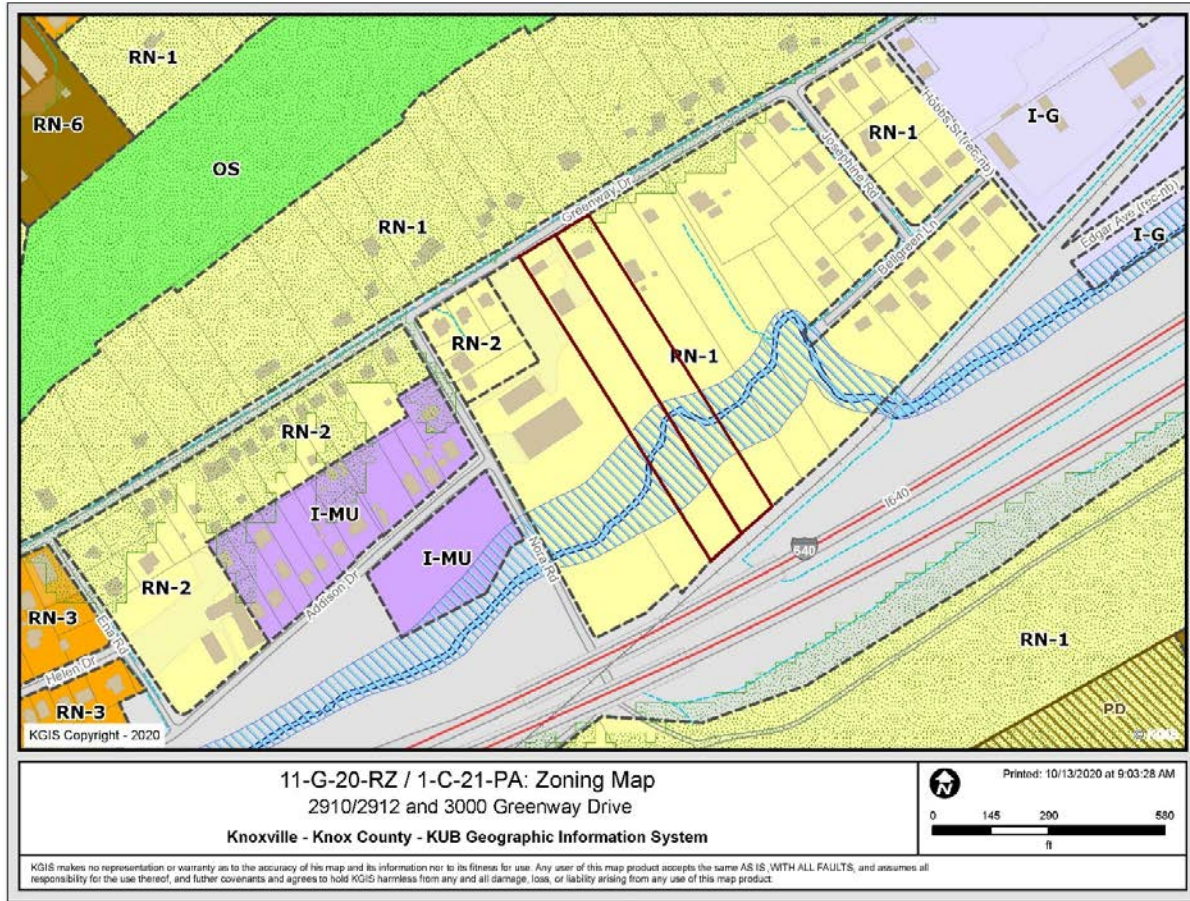 RN-1
RN-6
OS
RN-1
Greenway Dr
Josephine Rd
RN-1
Hobbs St (rec-nb)
I-G
Edgar Ave (rec-nb)
I-G
Bellgreen Ln
RN-2
RN-1
RN-2
I-MU
I-MU
Nora Rd
Addison Dr
RN-2
Ena Rd
RN-3
Helen Dr
RN-3
I640
640
RN-1
PD
KGIS Copyright - 2020
© KGIS
11-G-20-RZ / 1-C-21-PA: Zoning Map
2910/2912 and 3000 Greenway Drive
Knoxville - Knox County - KUB Geographic Information System
N
Printed: 10/13/2020 at 9:03:28 AM
0 145 290 580
ft
KGIS makes no representation or warranty as to the accuracy of his map and its information nor to its fitness for use. Any user of this map product accepts the same AS IS, WITH ALL FAULTS, and assumes all
responsibility for the use thereof, and futher covenants and agrees to hold KGIS harmless from any and all damage, loss, or liability arising from any use of this map product.